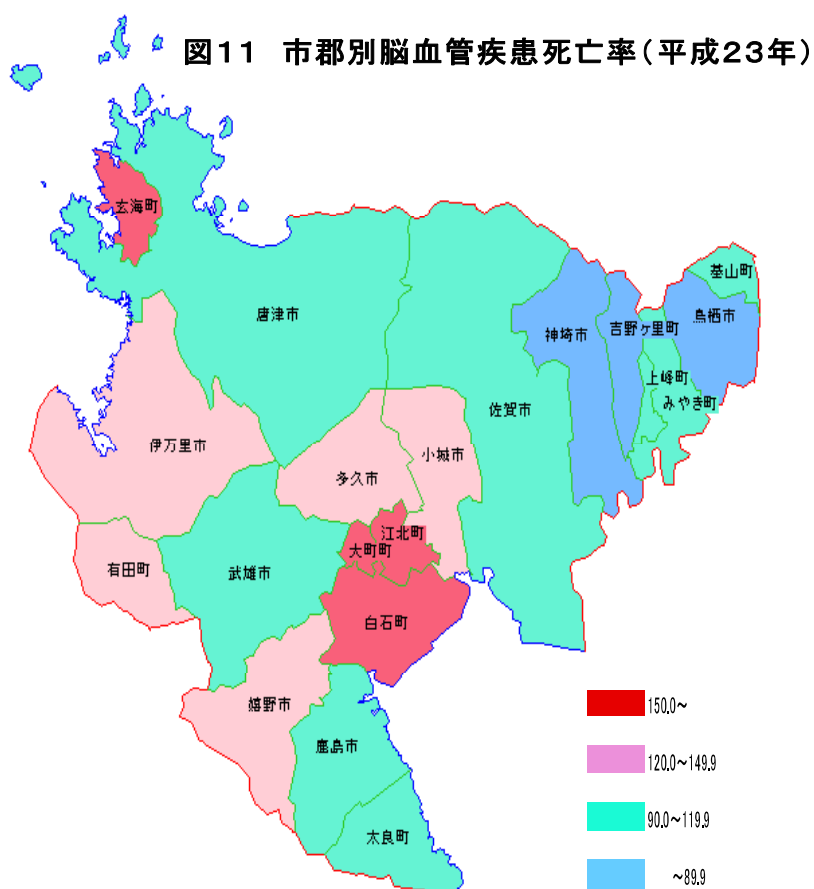 図11 市郡別脳血管疾患死亡率(平成23年)
玄海町
唐津市
基山町
鳥栖市
吉野ヶ里町
神埼市
上峰町
みやき町
佐賀市
伊万里市
小城市
多久市
江北町
大町町
有田町
武雄市
白石町
嬉野市
鹿島市
太良町
150.0~
120.0~149.9
90.0~119.9
~89.9